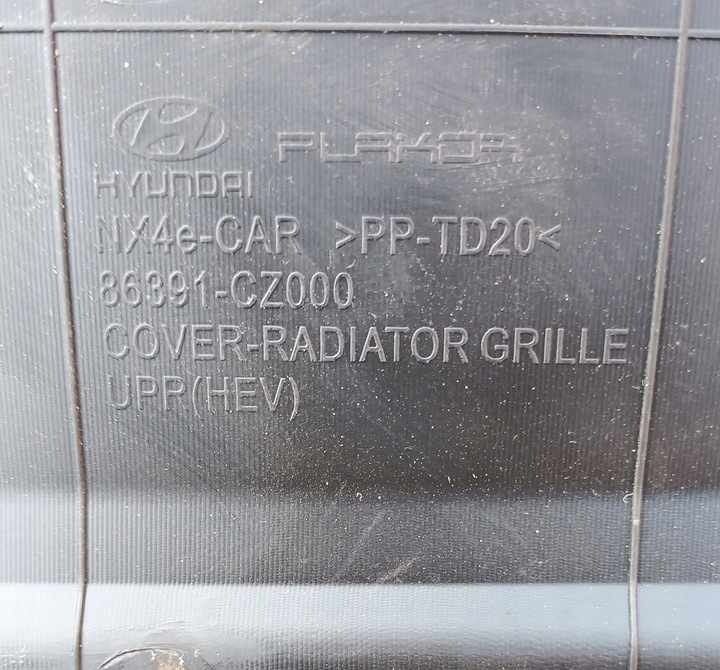 PLAKOR
HYUNDAI
NX4e-CAR >PP-TD20<
86391-CZ000
COVER-RADIATOR GRILLE
UPR(HEV)